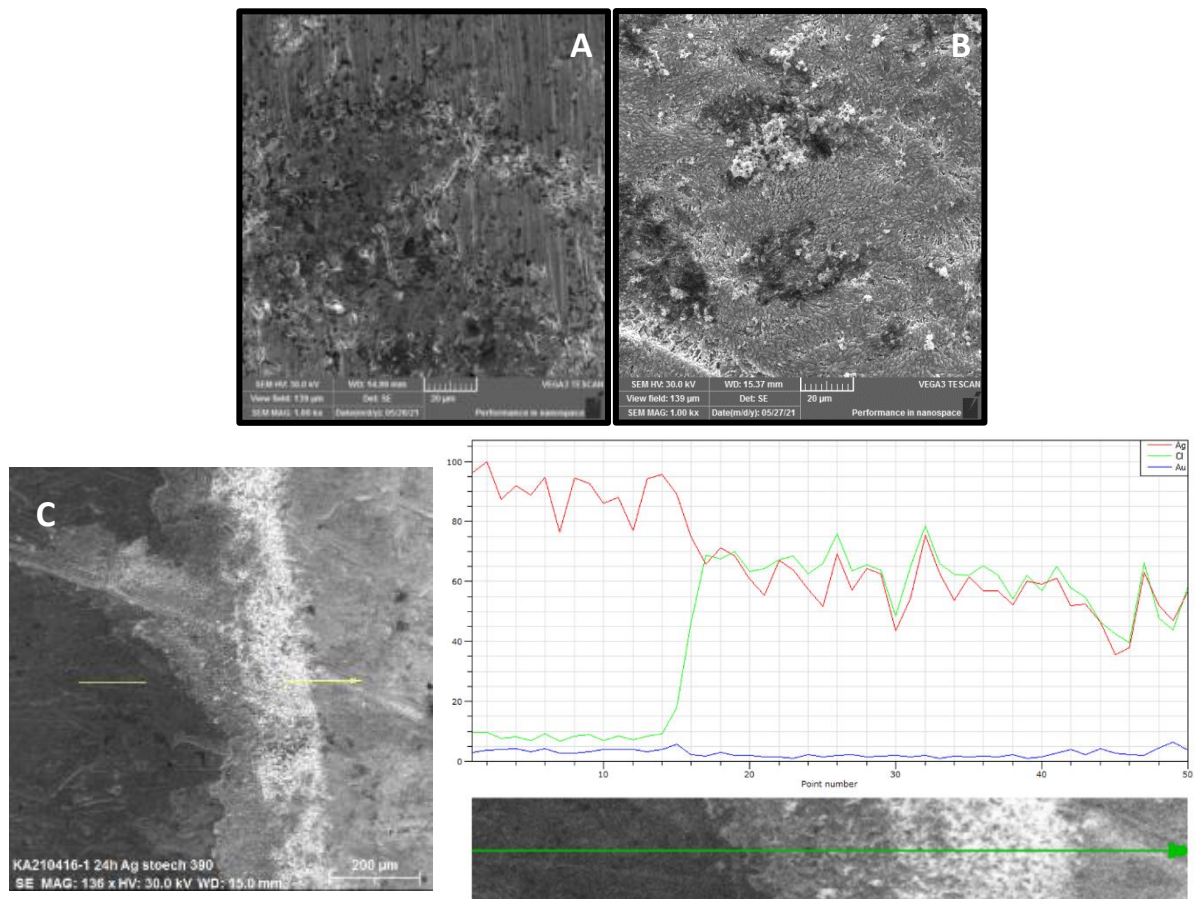 A
SEM HV: 30.0 kV WD: 14.99 mm VEGA3 TESCAN
View field: 139 µm Det: SE 20 µm
SEM MAG: 1.00 kx Date(m/d/y): 05/26/21 Performance in nanospace
B
SEM HV: 30.0 kV WD: 15.37 mm VEGA3 TESCAN
View field: 139 µm Det: SE 20 µm
SEM MAG: 1.00 kx Date(m/d/y): 05/27/21 Performance in nanospace
C
KA210416-1 24h Ag stoech 390
SE MAG: 136 x HV: 30.0 kV WD: 15.0 mm
200 µm
Ag
Cl
Au
100
80
60
40
20
0
10 20 30 40 50
Point number